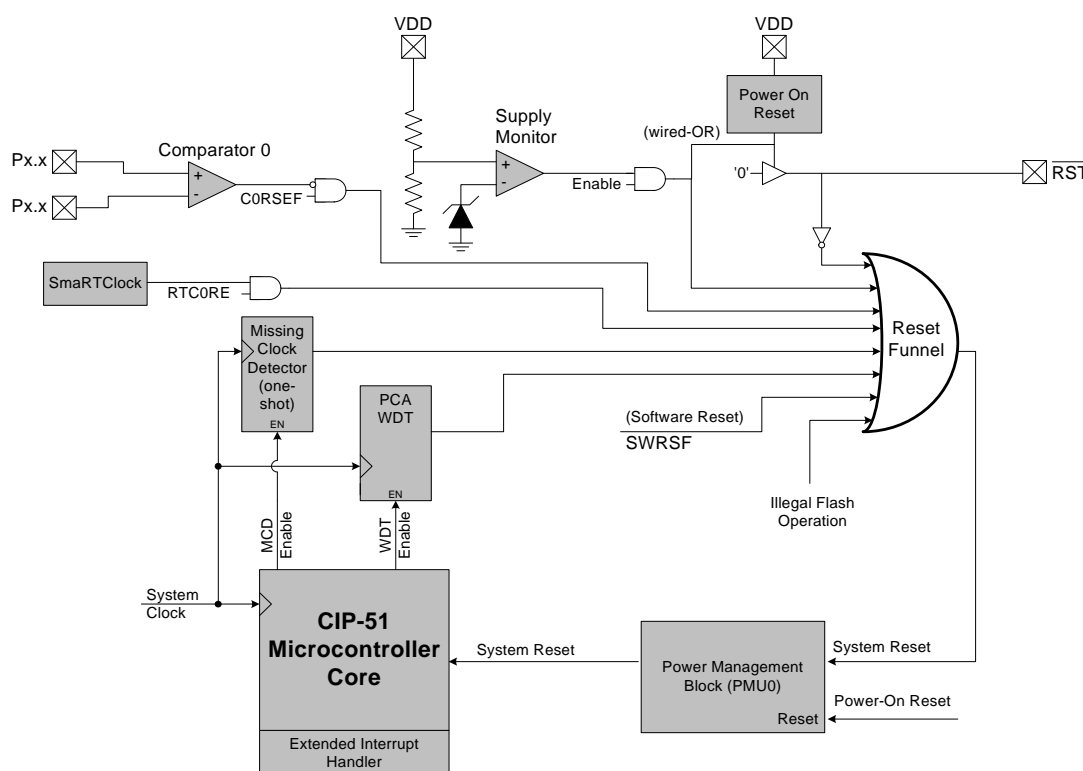 VDD
VDD
Power On
Reset
Supply
Monitor
(wired-OR)
Comparator 0
Px.x
+
-
Px.x
C0RSEF
+
-
Enable
'0'
RST
SmaRTClock
RTC0RE
Missing
Clock
Detector
(one-
shot)
EN
PCA
WDT
EN
Reset
Funnel
(Software Reset)
SWRSF
Illegal Flash
Operation
MCD
Enable
WDT
Enable
System
Clock
CIP-51
Microcontroller
Core
Extended Interrupt
Handler
System Reset
Power Management
Block (PMU0)
Reset
System Reset
Power-On Reset